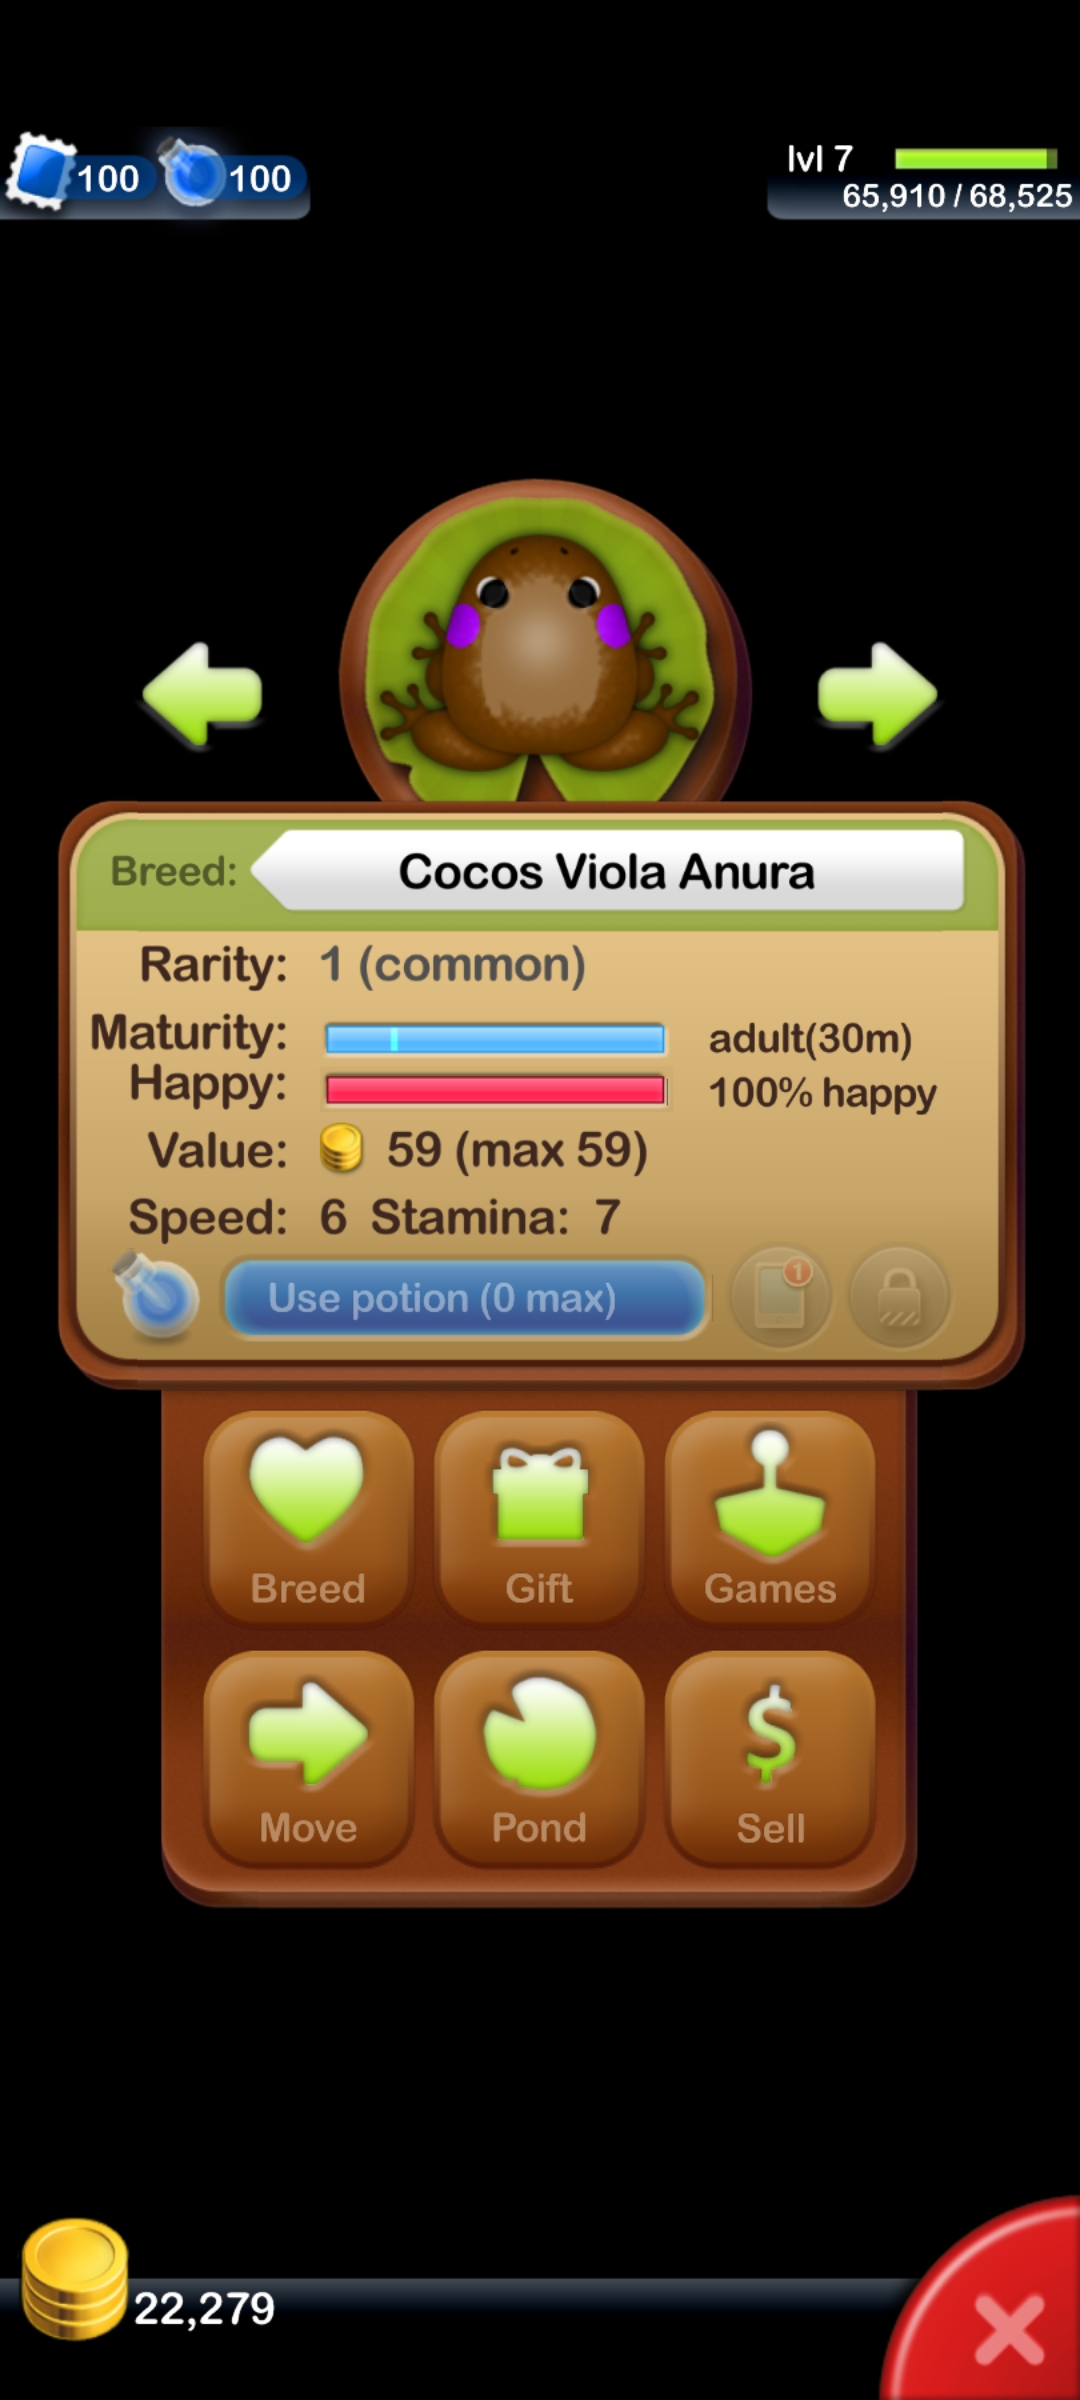 100 100
lvl 7
65,910 / 68,525
Breed: Cocos Viola Anura
Rarity: 1 (common)
Maturity: adult(30m)
Happy: 100% happy
Value: 59 (max 59)
Speed: 6 Stamina: 7
Use potion (0 max) 1
Breed Gift Games
Move Pond Sell
22,279